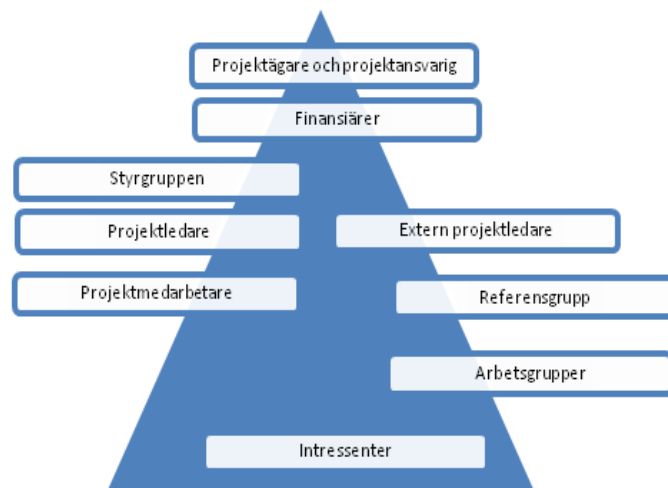 Projektägare och projektansvarig
Finansiärer
Styrgruppen
Projektledare
Extern projektledare
Projektmedarbetare
Referensgrupp
Arbetsgrupper
Intressenter